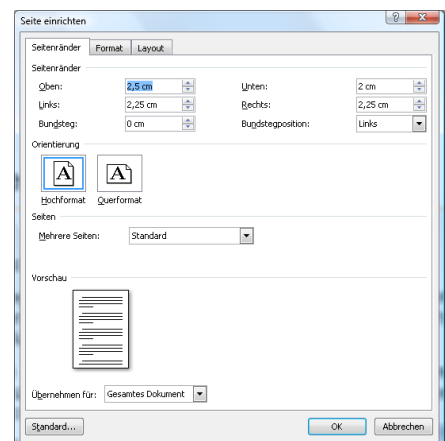 Seite einrichten
Seitenränder Format Layout
Seitenränder
Oben: 2,5 cm Unten: 2 cm
Links: 2,25 cm Rechts: 2,25 cm
Bundsteg: 0 cm Bundstegposition: Links
Orientierung
A A
Hochformat Querformat
Seiten
Mehrere Seiten: Standard
Vorschau
Übernehmen für: Gesamtes Dokument
Standard... OK Abbrechen